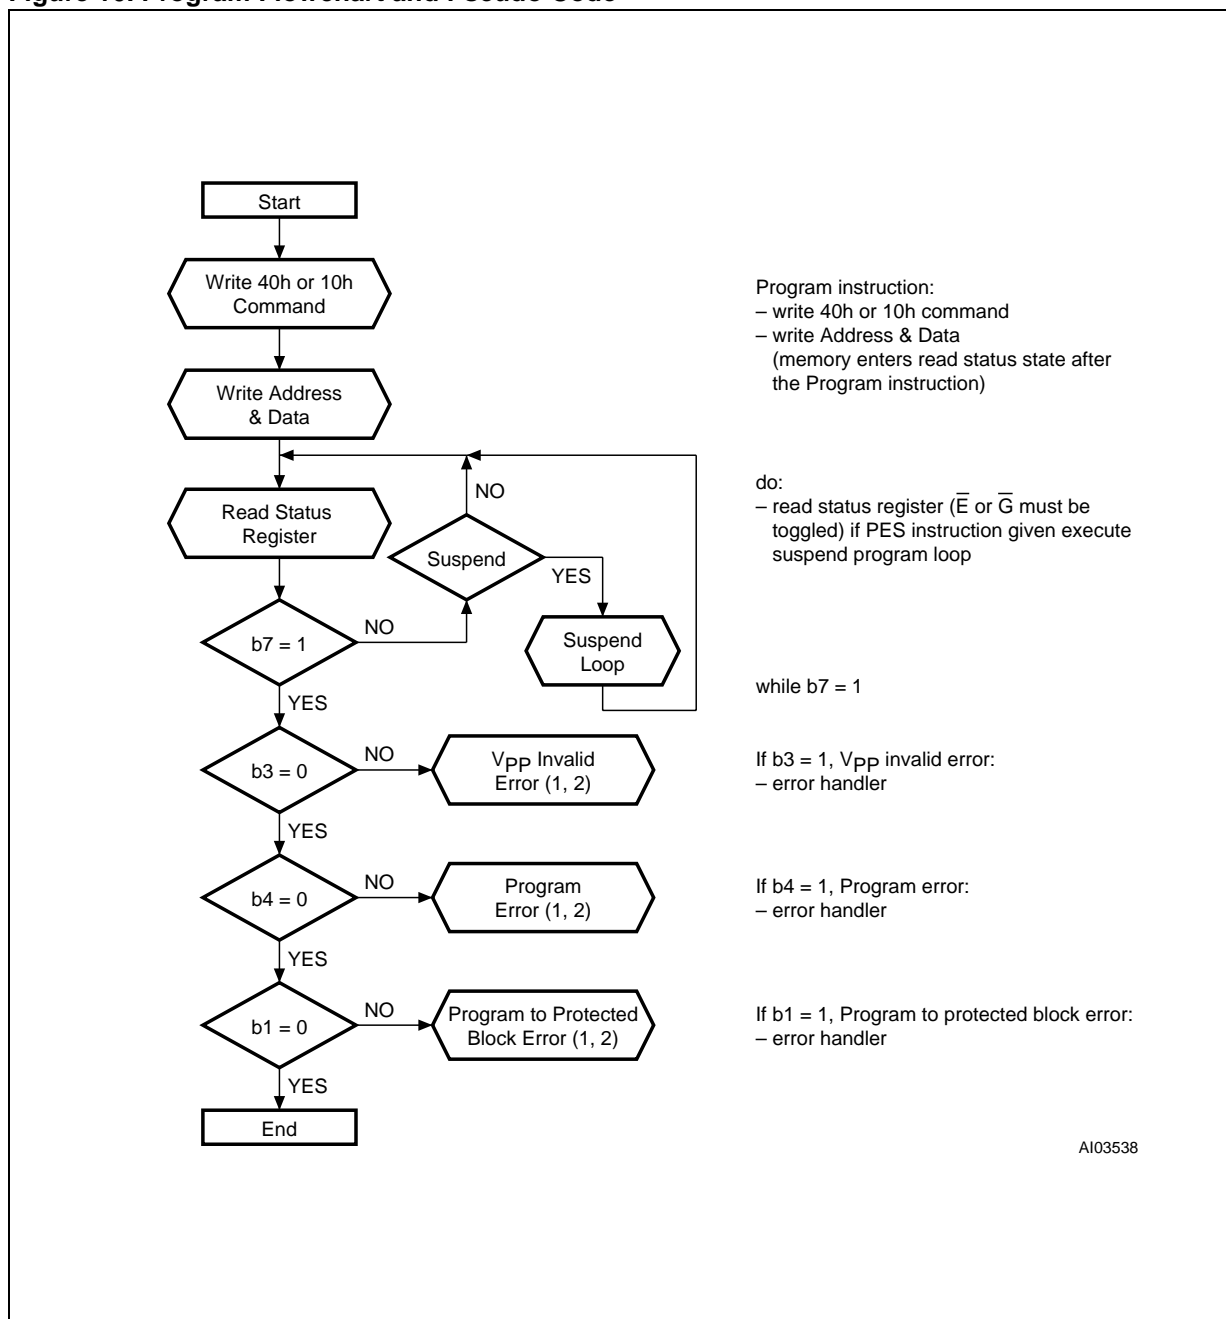 Program Flowchart and Pseudo Code
Start
Write 40h or 10h
Command
Write Address
& Data
Read Status
Register
NO
Suspend
YES
Suspend
Loop
b7 = 1
NO
YES
b3 = 0
NO
VPP Invalid
Error (1, 2)
YES
b4 = 0
NO
Program
Error (1, 2)
YES
b1 = 0
NO
Program to Protected
Block Error (1, 2)
YES
End
Program instruction:
– write 40h or 10h command
– write Address & Data
(memory enters read status state after
the Program instruction)
do:
– read status register (E̅ or G̅ must be
toggled) if PES instruction given execute
suspend program loop
while b7 = 1
If b3 = 1, VPP invalid error:
– error handler
If b4 = 1, Program error:
– error handler
If b1 = 1, Program to protected block error:
– error handler
AI03538